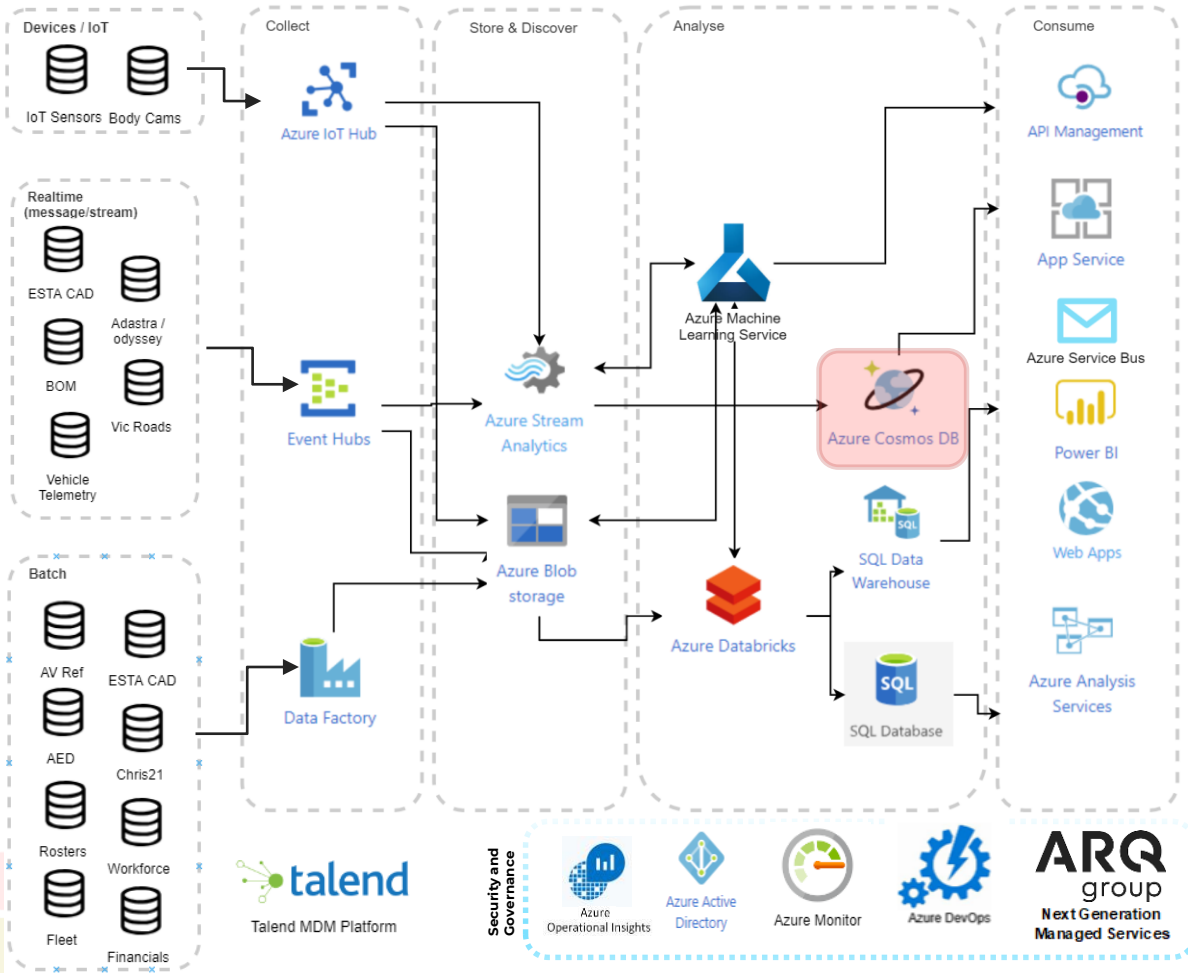 Devices / IoT
IoT Sensors
Body Cams
Realtime
(message/stream)
ESTA CAD
Adastra /
odyssey
BOM
Vic Roads
Vehicle
Telemetry
Batch
AV Ref
ESTA CAD
AED
Chris21
Rosters
Workforce
Fleet
Financials
Collect
Azure IoT Hub
Event Hubs
Data Factory
Store & Discover
Azure Stream
Analytics
Azure Blob
storage
Analyse
Azure Machine
Learning Service
Azure Cosmos DB
SQL
SQL Data
Warehouse
Azure Databricks
SQL
SQL Database
Consume
API Management
App Service
Azure Service Bus
Power BI
Web Apps
Azure Analysis
Services
talend
Talend MDM Platform
Security and
Governance
Azure
Operational Insights
Azure Active
Directory
Azure Monitor
Azure DevOps
ARQ
group
Next Generation
Managed Services